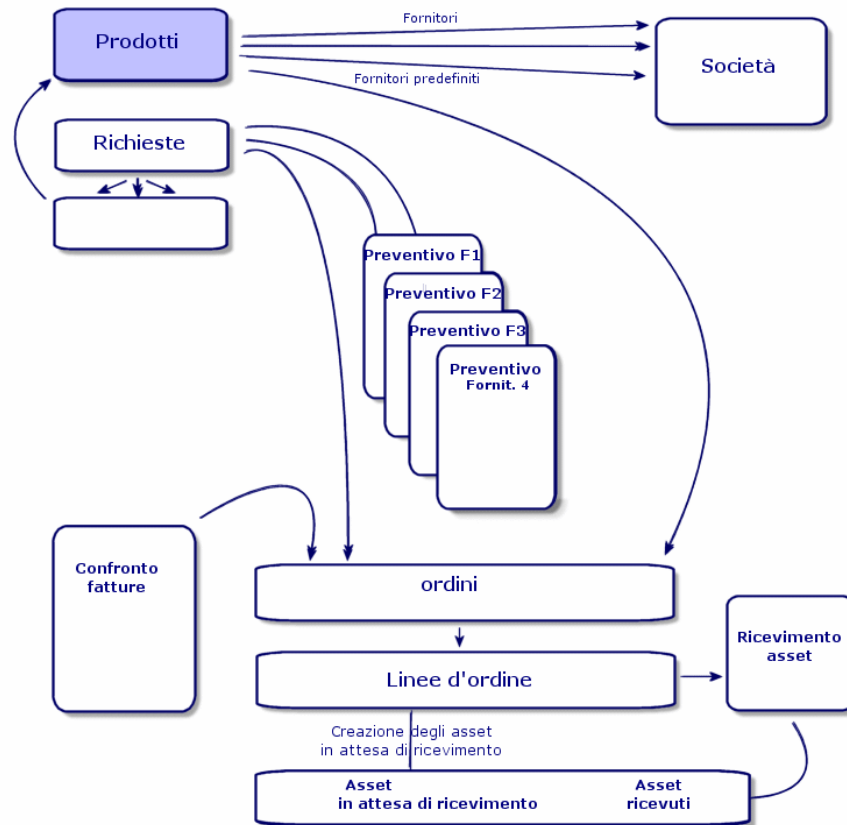 Fornitori
Prodotti
Società
Fornitori predefiniti
Richieste
Preventivo F1
Preventivo F2
Preventivo F3
Preventivo
Fornit. 4
Confronto
fatture
ordini
Ricevimento
asset
Linee d'ordine
Creazione degli asset
in attesa di ricevimento
Asset
in attesa di ricevimento
Asset
ricevuti